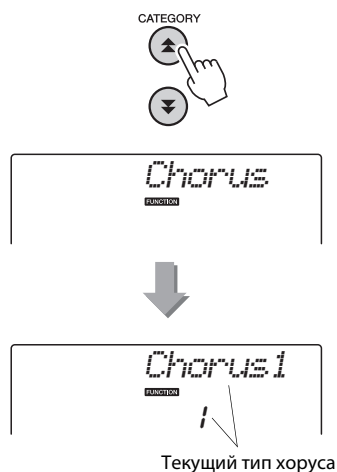 CATEGORY
Chorus
FUNCTION
Chorus1
FUNCTION
1
Текущий тип хоруса